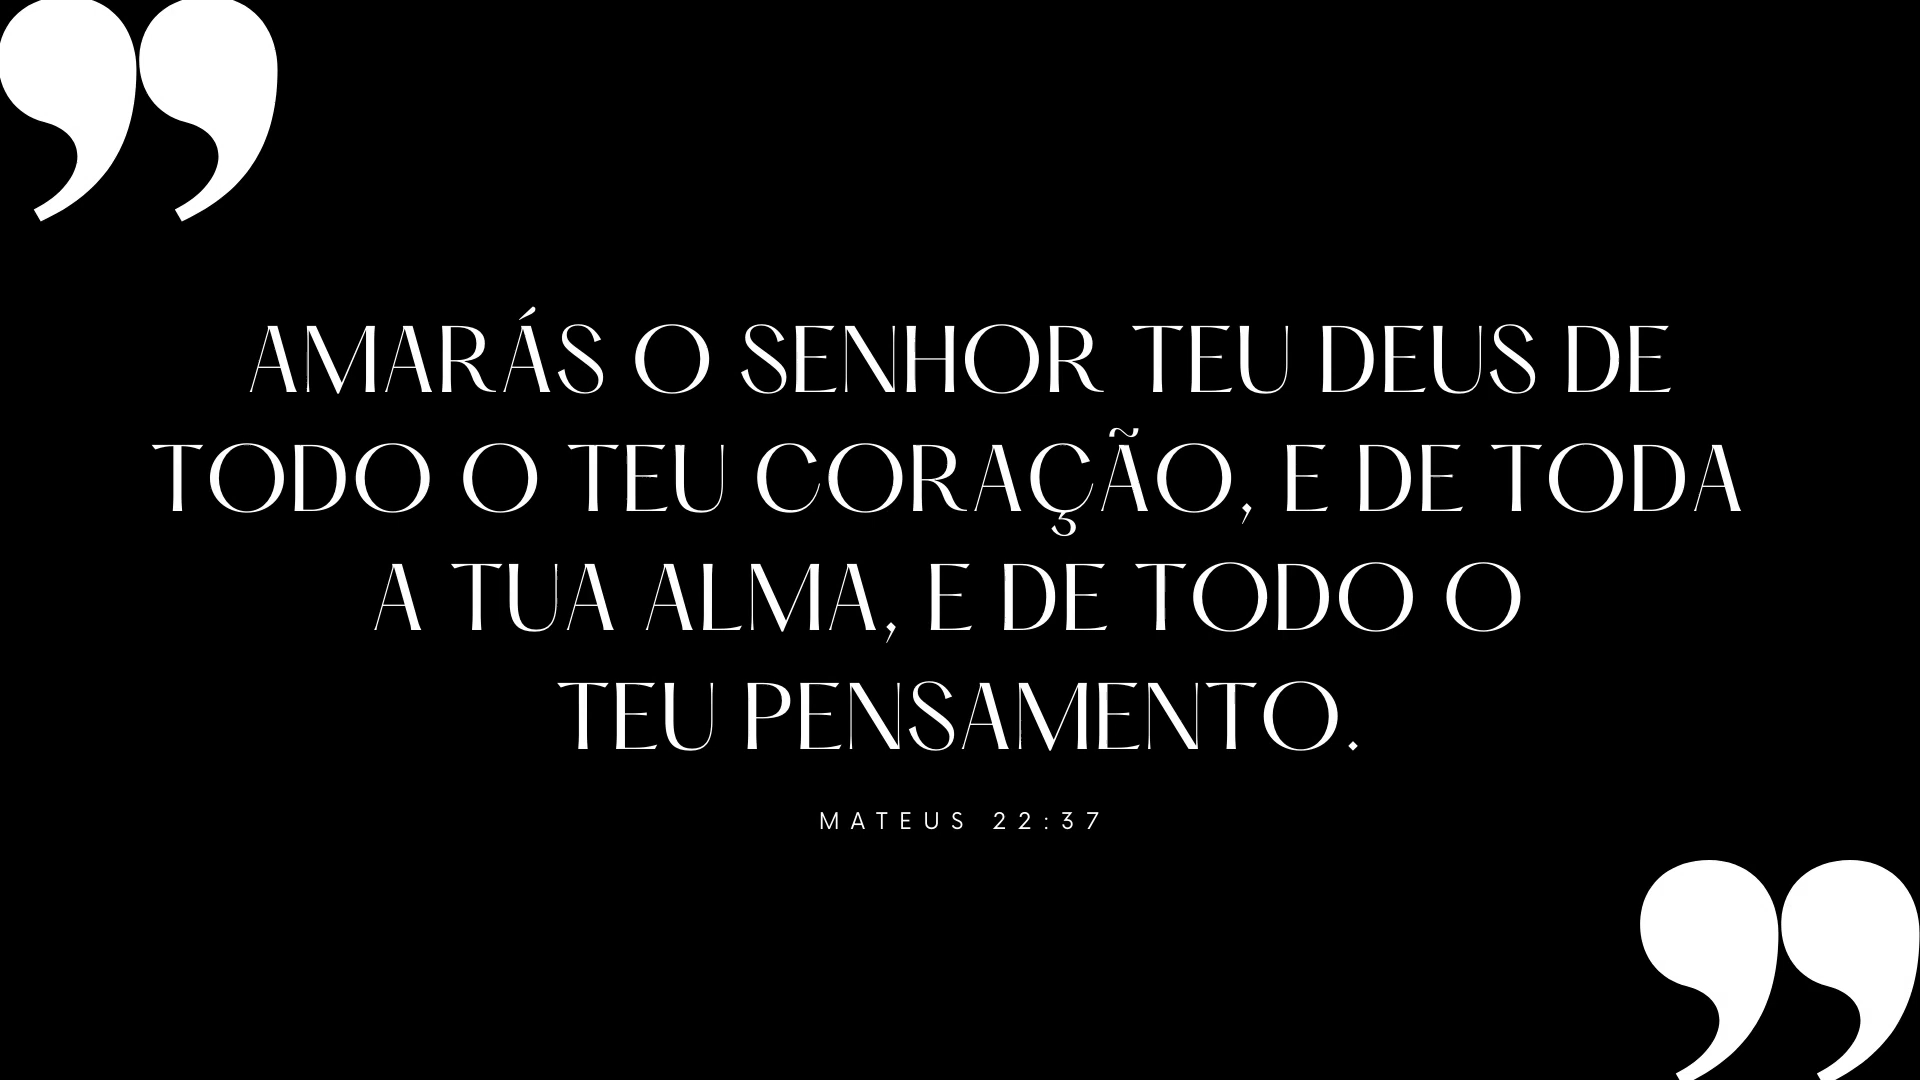 AMARÁS O SENHOR TEU DEUS DE
TODO O TEU CORAÇÃO, E DE TODA
A TUA ALMA, E DE TODO O
TEU PENSAMENTO.
MATEUS 22:37